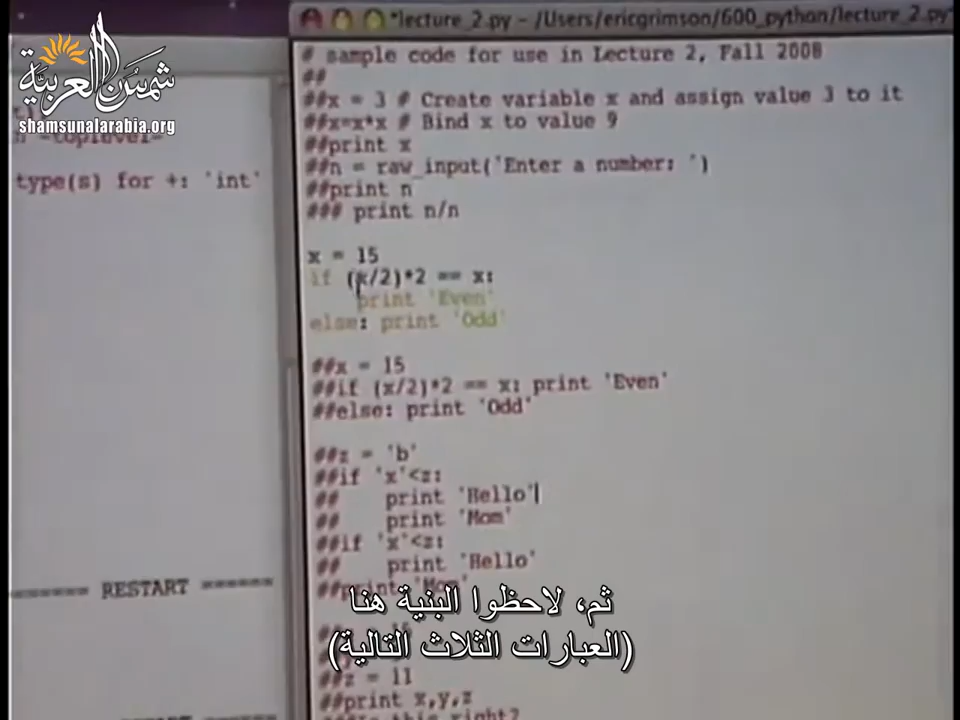 *lecture_2.py - /Users/ericgrimson/600_python/lecture_2.py*
شمس العربية
shamsunalarabia.org
type(s) for +: 'int'
====== RESTART ======
# sample code for use in Lecture 2, Fall 2008
##
##x = 3 # Create variable x and assign value 3 to it
##x=x*x # Bind x to value 9
##print x
##n = raw_input('Enter a number: ')
##print n
### print n/n
x = 15
if (x/2)*2 == x:
print 'Even'
else: print 'Odd'
##x = 15
##if (x/2)*2 == x: print 'Even'
##else: print 'Odd'
##z = 'b'
##if 'x'<z:
## print 'Hello'
## print 'Mom'
##if 'x'<z:
## print 'Hello'
##print 'Mom'
ثم، لاحظوا البنية هنا
(العبارات الثلاث التالية)
##z = 11
##print x,y,z